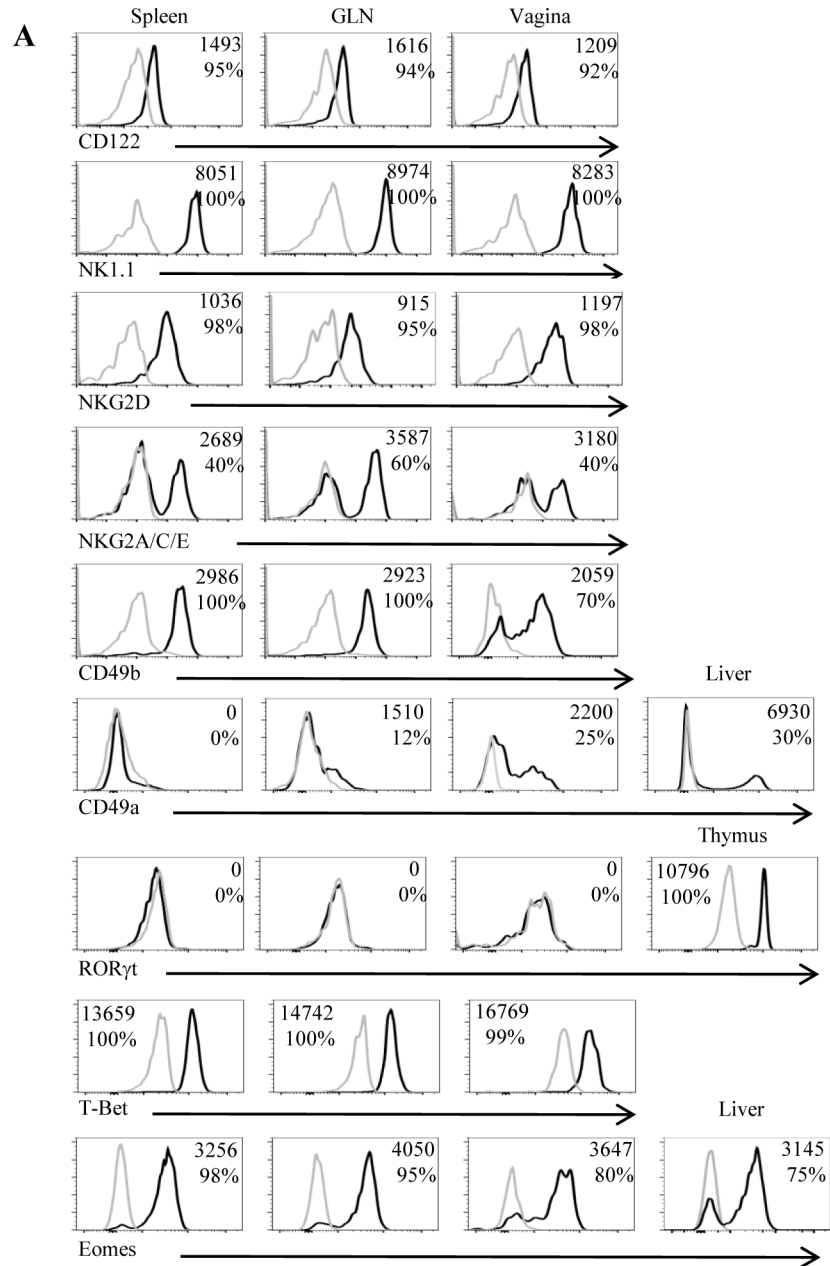 A
Spleen GLN Vagina
1493 1616 1209
95% 94% 92%
CD122
8051 8974 8283
100% 100% 100%
NK1.1
1036 915 1197
98% 95% 98%
NKG2D
2689 3587 3180
40% 60% 40%
NKG2A/C/E
2986 2923 2059
100% 100% 70%
CD49b Liver
0 1510 2200 6930
0% 12% 25% 30%
CD49a
Thymus
0 0 0 10796
0% 0% 0% 100%
RORγt
13659 14742 16769
100% 100% 99%
T-Bet Liver
3256 4050 3647 3145
98% 95% 80% 75%
Eomes